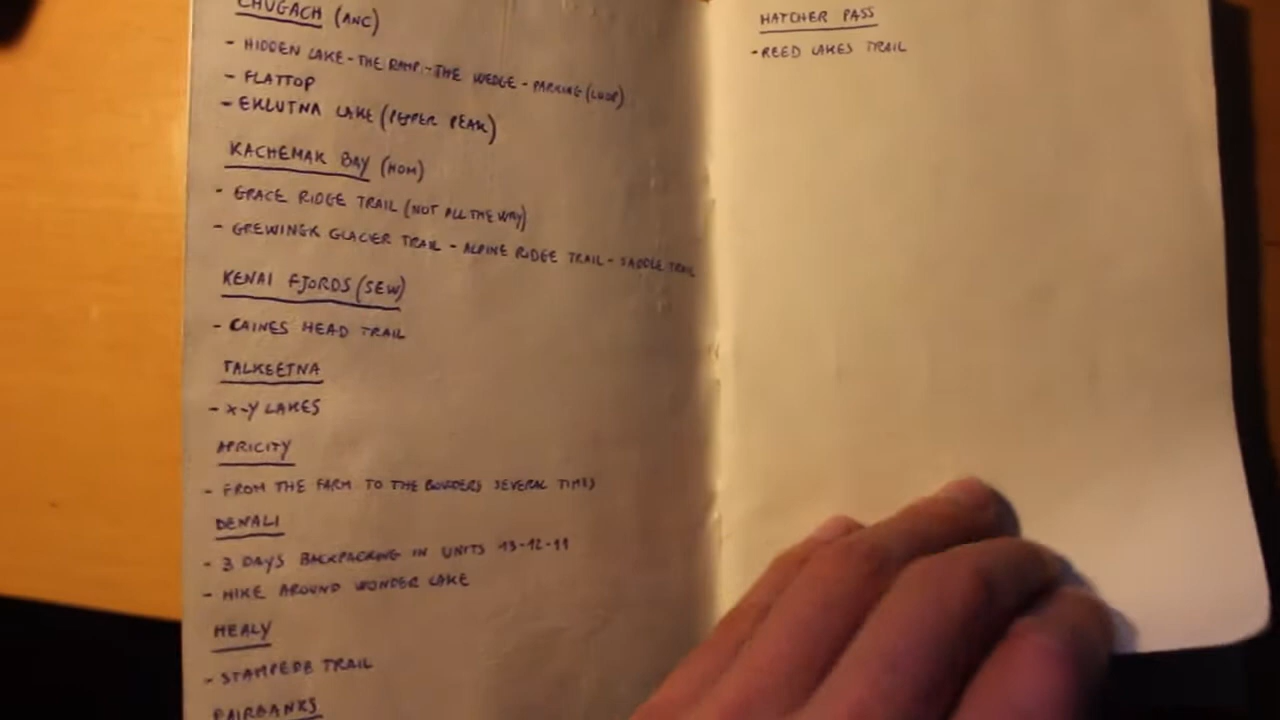 CHUGACH (ANC)
- HIDDEN LAKE - THE RAMP - THE WEDGE - PARKING (LOOP)
- FLATTOP
- EKLUTNA LAKE (PEPPER PEAK)
KACHEMAK BAY (HOM)
- GRACE RIDGE TRAIL (NOT ALL THE WAY)
- GREWINGK GLACIER TRAIL - ALPINE RIDGE TRAIL - SADDLE TRAIL
KENAI FJORDS (SEW)
- CAINES HEAD TRAIL
TALKEETNA
- X-Y LAKES
APRICITY
- FROM THE FARM TO THE BORDERS SEVERAL TIMES
DENALI
- 3 DAYS BACKPACKING IN UNITS 13-12-11
- HIKE AROUND WONDER LAKE
HEALY
- STAMPEDE TRAIL
FAIRBANKS
HATCHER PASS
- REED LAKES TRAIL